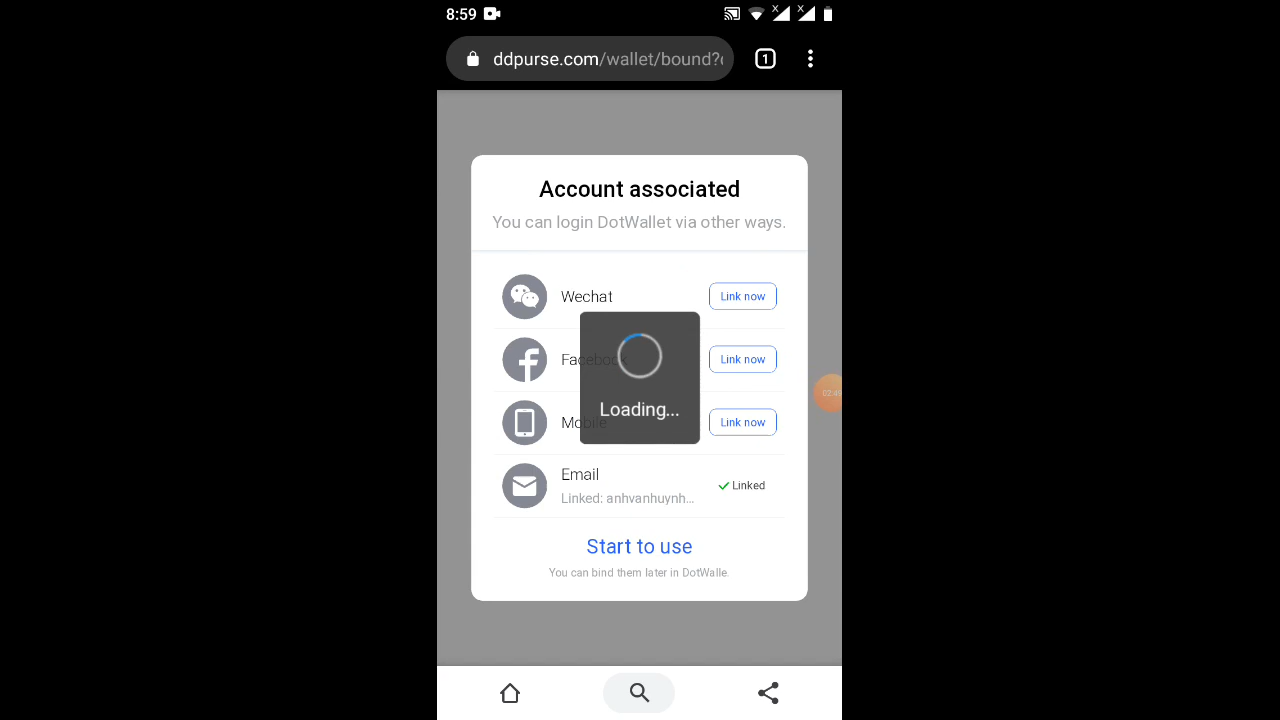 8:59
ddpurse.com/wallet/bound?
1
Account associated
You can login DotWallet via other ways.
Wechat
Link now
Facebook
Link now
Loading...
Mobile
Link now
Email
Linked: anhvanhuynh...
Linked
Start to use
You can bind them later in DotWalle.